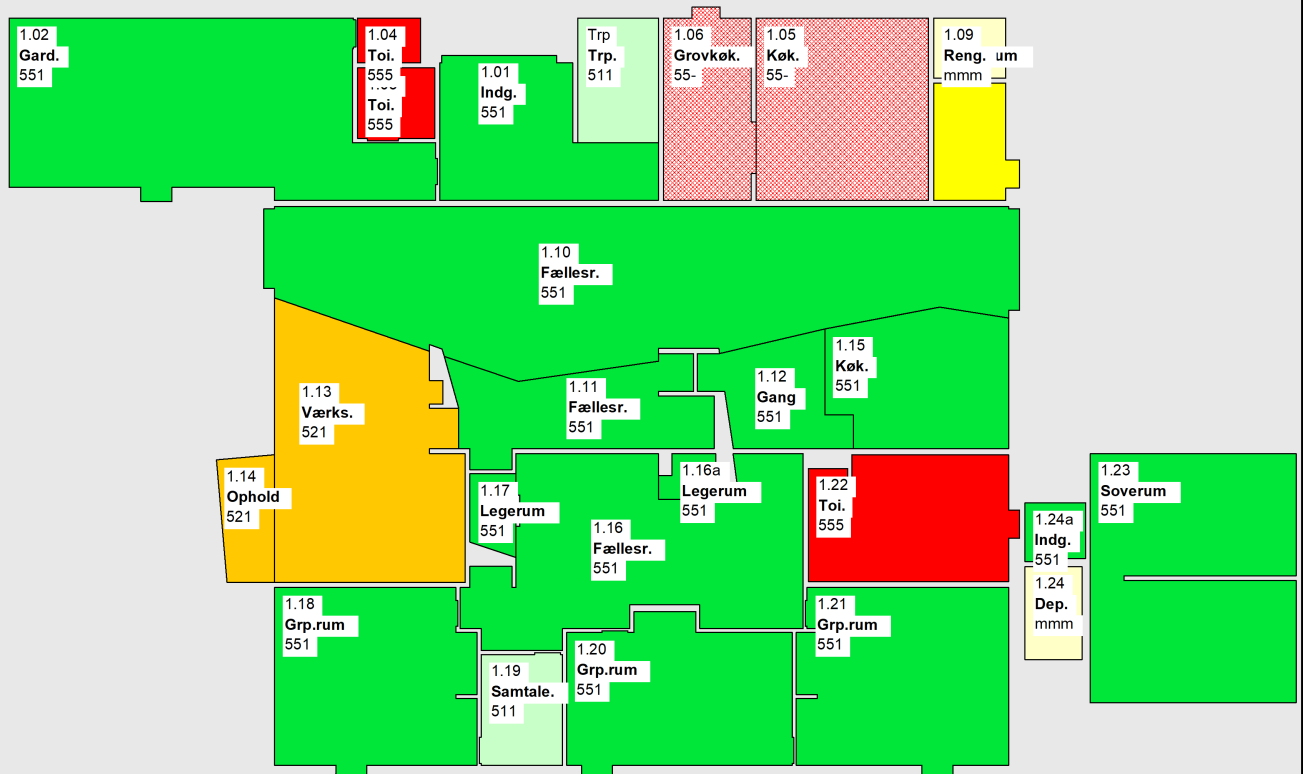 1.02
Gard.
551
1.04
Toi.
555
Toi.
555
1.01
Indg.
551
Trp
Trp.
511
1.06
Grovkøk.
55-
1.05
Køk.
55-
1.09
Reng.
mmm
1.10
Fællesr.
551
1.13
Værks.
521
1.11
Fællesr.
551
1.12
Gang
551
1.15
Køk.
551
1.14
Ophold
521
1.17
Legerum
551
1.16a
Legerum
551
1.16
Fællesr.
551
1.22
Toi.
555
1.23
Soverum
551
1.24a
Indg.
551
1.24
Dep.
mmm
1.18
Grp.rum
551
1.19
Samtale.
511
1.20
Grp.rum
551
1.21
Grp.rum
551